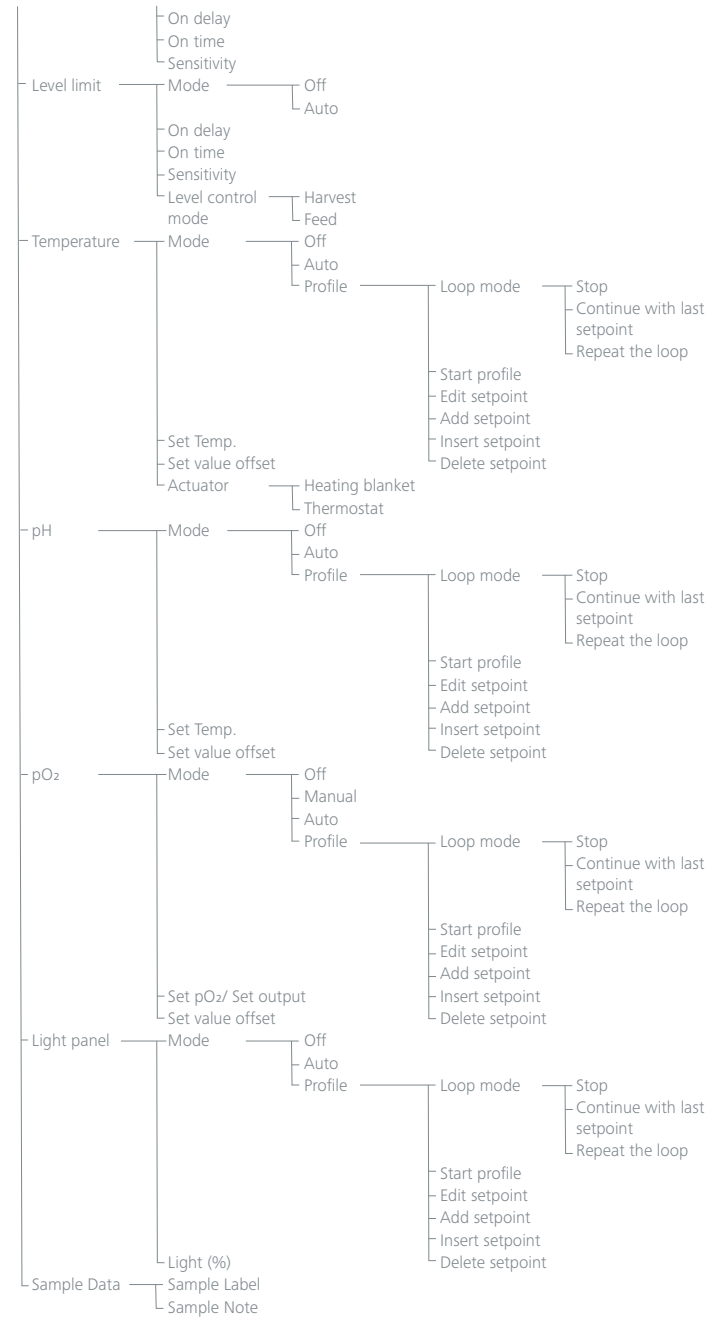 On delay
On time
Sensitivity
Level limit Mode Off
Auto
On delay
On time
Sensitivity
Level control Harvest
mode Feed
Temperature Mode Off
Auto
Profile Loop mode Stop
Continue with last
setpoint
Repeat the loop
Start profile
Edit setpoint
Add setpoint
Set Temp. Insert setpoint
Set value offset Delete setpoint
Actuator Heating blanket
Thermostat
pH Mode Off
Auto
Profile Loop mode Stop
Continue with last
setpoint
Repeat the loop
Start profile
Edit setpoint
Add setpoint
Set Temp. Insert setpoint
Set value offset Delete setpoint
pO₂ Mode Off
Manual
Auto
Profile Loop mode Stop
Continue with last
setpoint
Repeat the loop
Start profile
Edit setpoint
Add setpoint
Set pO₂/ Set output Insert setpoint
Set value offset Delete setpoint
Light panel Mode Off
Auto
Profile Loop mode Stop
Continue with last
setpoint
Repeat the loop
Start profile
Edit setpoint
Add setpoint
Insert setpoint
Light (%) Delete setpoint
Sample Data Sample Label
Sample Note